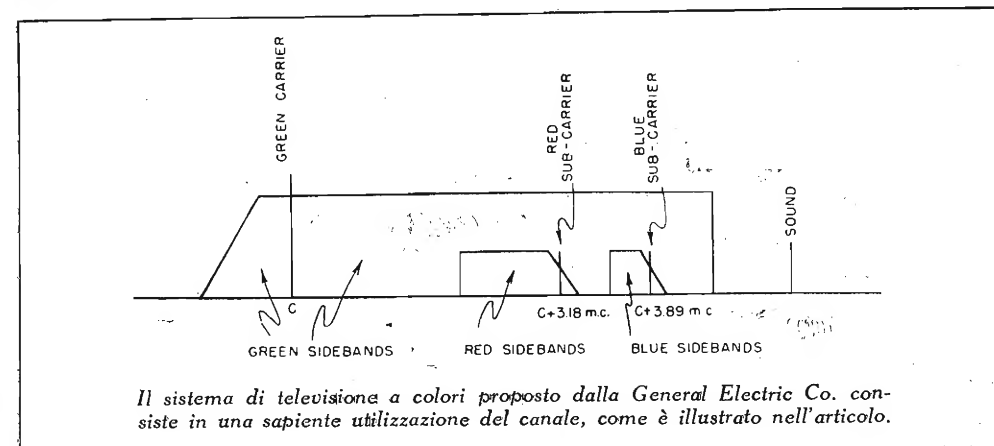 GREEN CARRIER
RED
SUB-CARRIER
BLUE
SUB-CARRIER
SOUND
C
C+3.18 m.c.
C+3.89 m c
GREEN SIDEBANDS
RED SIDEBANDS
BLUE SIDEBANDS
Il sistema di televisione a colori proposto dalla General Electric Co. con-
siste in una sapiente utilizzazione del canale, come è illustrato nell'articolo.